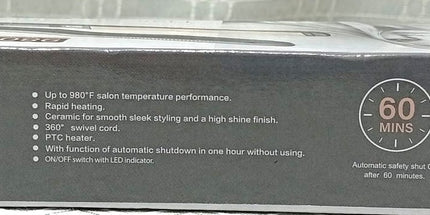 ● Up to 980°F salon temperature performance.
● Rapid heating.
● Ceramic for smooth sleek styling and a high shine finish.
● 360° swivel cord.
● PTC heater.
● With function of automatic shutdown in one hour without using.
● ON/OFF switch with LED indicator.
60
MINS
Automatic safety shut
after 60 minutes.